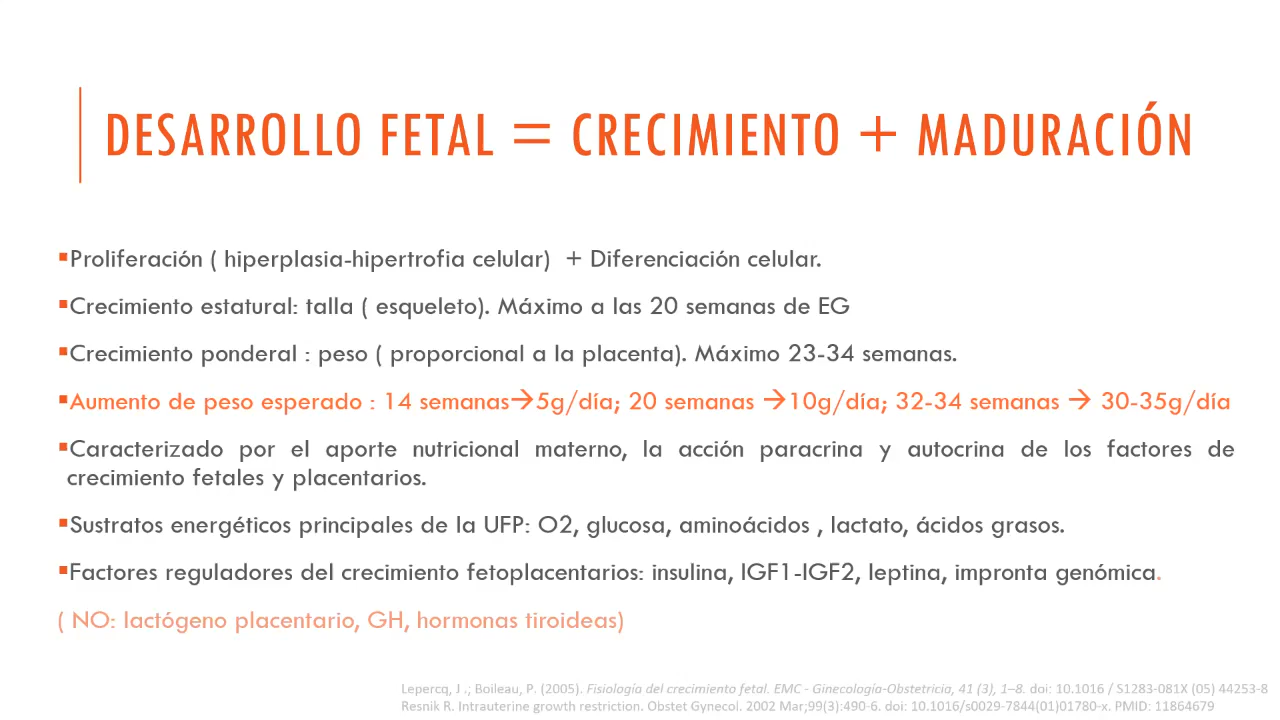 DESARROLLO FETAL = CRECIMIENTO + MADURACIÓN
▪Proliferación ( hiperplasia-hipertrofia celular) + Diferenciación celular.
▪Crecimiento estatural: talla ( esqueleto). Máximo a las 20 semanas de EG
▪Crecimiento ponderal : peso ( proporcional a la placenta). Máximo 23-34 semanas.
▪Aumento de peso esperado : 14 semanas→5g/día; 20 semanas →10g/día; 32-34 semanas → 30-35g/día
▪Caracterizado por el aporte nutricional materno, la acción paracrina y autocrina de los factores de
crecimiento fetales y placentarios.
▪Sustratos energéticos principales de la UFP: O2, glucosa, aminoácidos , lactato, ácidos grasos.
▪Factores reguladores del crecimiento fetoplacentarios: insulina, IGF1-IGF2, leptina, impronta genómica.
( NO: lactógeno placentario, GH, hormonas tiroideas)
Lepercq, J .; Boileau, P. (2005). Fisiología del crecimiento fetal. EMC - Ginecología-Obstetricia, 41 (3), 1–8. doi: 10.1016 / S1283-081X (05) 44253-8
Resnik R. Intrauterine growth restriction. Obstet Gynecol. 2002 Mar;99(3):490-6. doi: 10.1016/s0029-7844(01)01780-x. PMID: 11864679